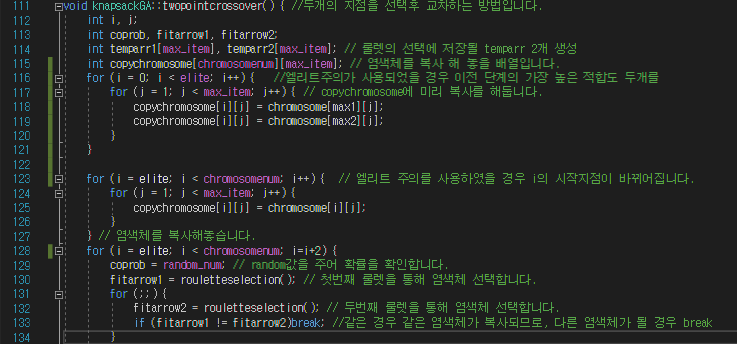 111 void knapsackGA::twopointcrossover() { //두개의 지점을 선택후 교차하는 방법입니다.
112 int i, j;
113 int coprob, fitarrow1, fitarrow2;
114 int temparr1[max_item], temparr2[max_item]; // 룰렛의 선택에 저장될 temparr 2개 생성
115 int copychromosome[chromosomenum][max_item]; // 염색체를 복사 해 놓을 배열입니다.
116 for (i = 0; i < elite; i++) { //엘리트주의가 사용되었을 경우 이전 단계의 가장 높은 적합도 두개를
117 for (j = 1; j < max_item; j++) { // copychromosome에 미리 복사를 해둡니다.
118 copychromosome[i][j] = chromosome[max1][j];
119 copychromosome[i][j] = chromosome[max2][j];
120 }
121 }
122
123 for (i = elite; i < chromosomenum; i++) { // 엘리트 주의를 사용하였을 경우 i의 시작지점이 바뀌어집니다.
124 for (j = 1; j < max_item; j++) {
125 copychromosome[i][j] = chromosome[i][j];
126 }
127 } // 염색체를 복사해놓습니다.
128 for (i = elite; i < chromosomenum; i=i+2) {
129 coprob = random_num; // random값을 주어 확률을 확인합니다.
130 fitarrow1 = rouletteselection(); // 첫번째 룰렛을 통해 염색체 선택합니다.
131 for (;;) {
132 fitarrow2 = rouletteselection(); // 두번째 룰렛을 통해 염색체 선택합니다.
133 if (fitarrow1 != fitarrow2)break; //같은 경우 같은 염색체가 복사되므로, 다른 염색체가 될 경우 break
134 }